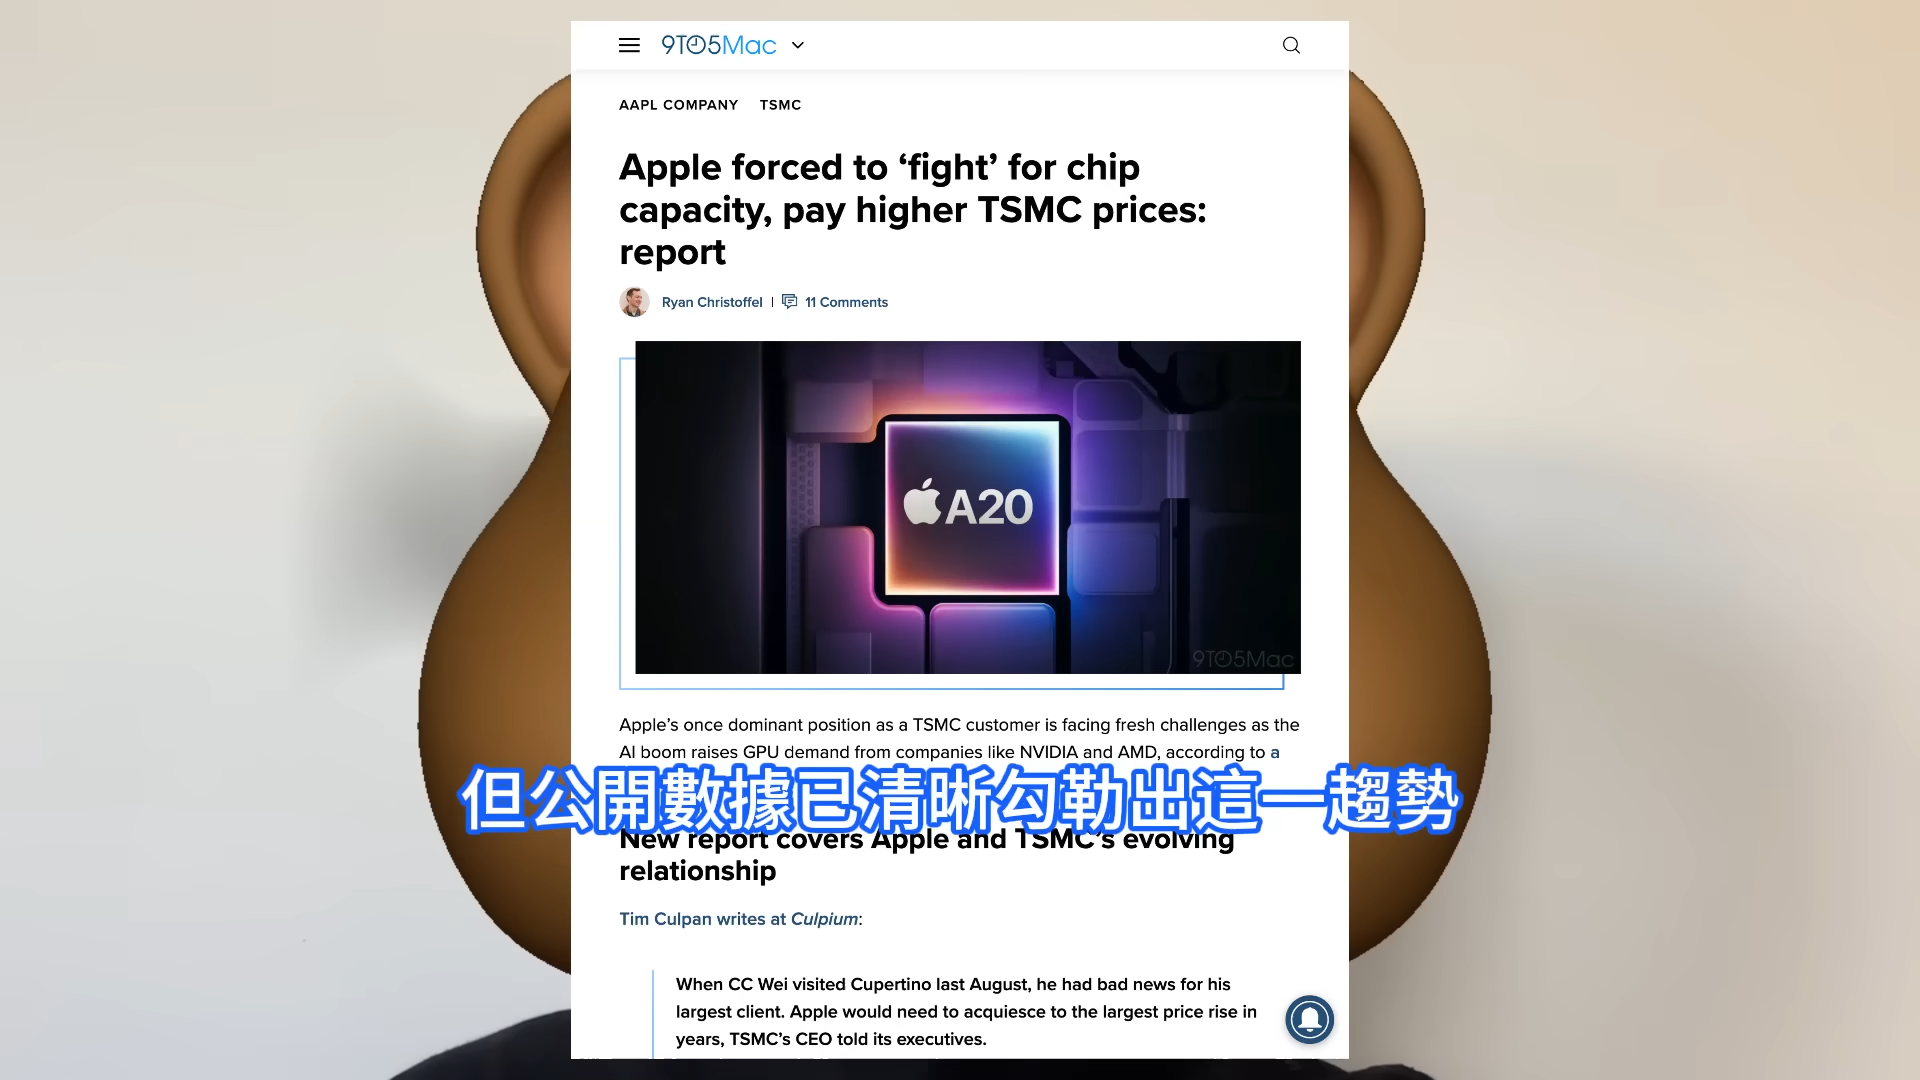 9TO5Mac
AAPL COMPANY TSMC
Apple forced to ‘fight’ for chip
capacity, pay higher TSMC prices:
report
Ryan Christoffel | 11 Comments
A20
9TO5Mac
Apple’s once dominant position as a TSMC customer is facing fresh challenges as the
AI boom raises GPU demand from companies like NVIDIA and AMD, according to a
但公開數據已清晰勾勒出這一趨勢
New report covers Apple and TSMC’s evolving
relationship
Tim Culpan writes at Culpium:
When CC Wei visited Cupertino last August, he had bad news for his
largest client. Apple would need to acquiesce to the largest price rise in
years, TSMC’s CEO told its executives.